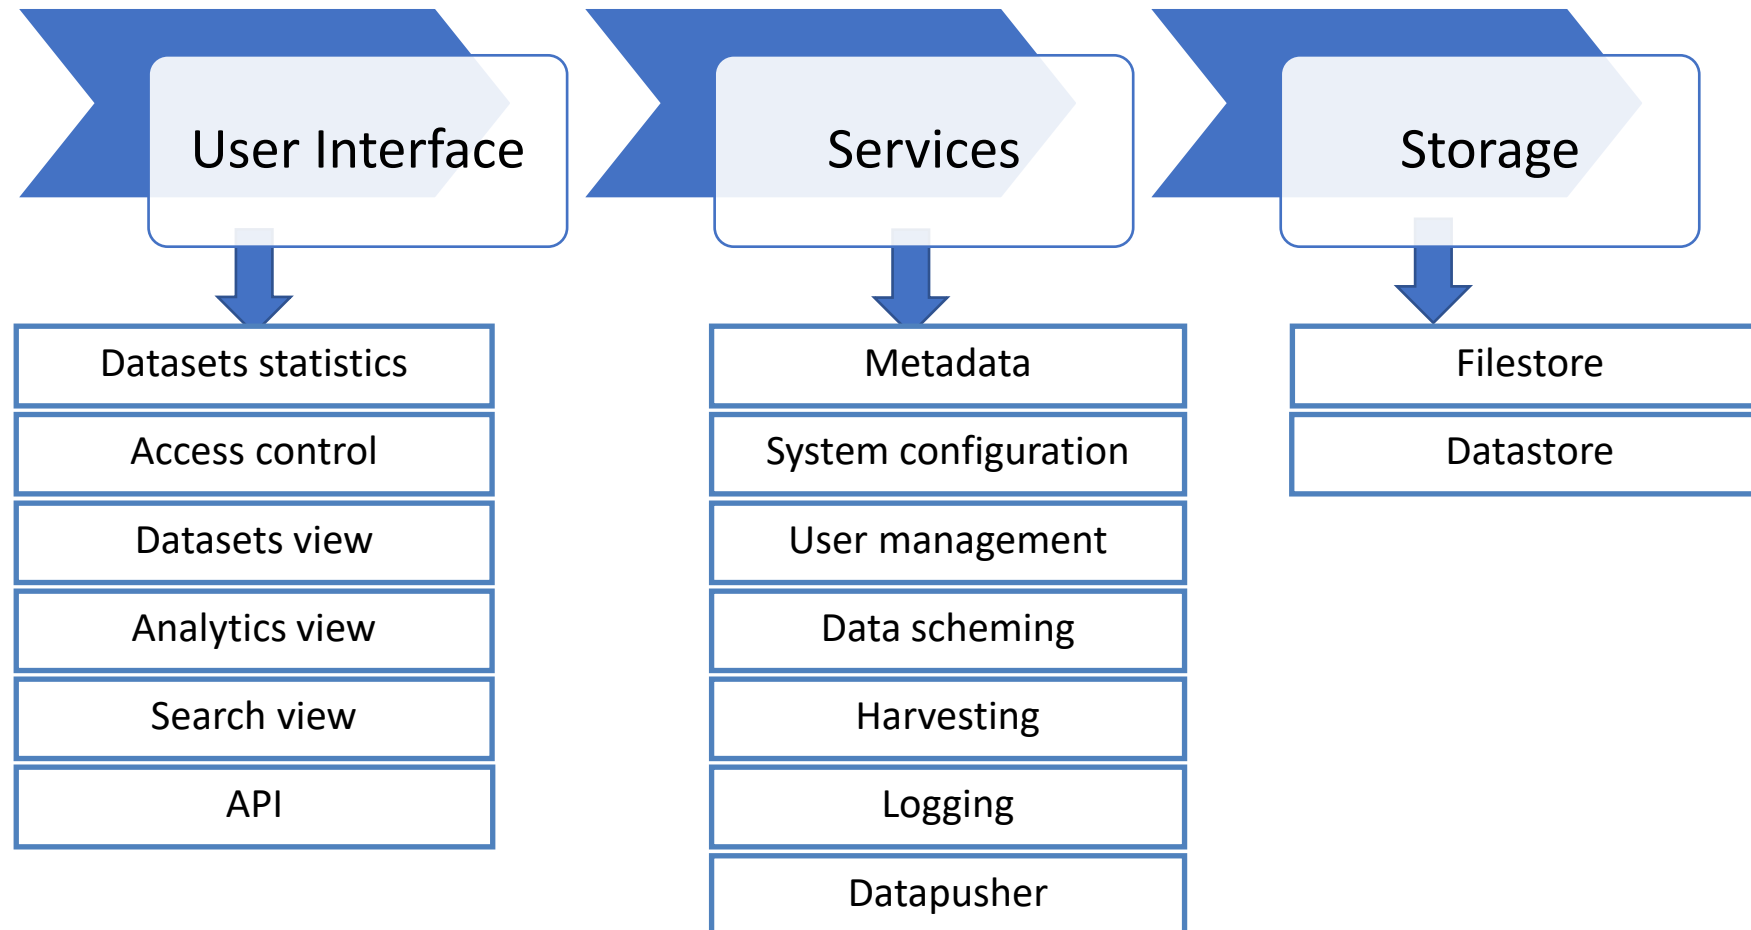 User Interface
Services
Storage
Datasets statistics
Access control
Datasets view
Analytics view
Search view
API
Metadata
System configuration
User management
Data scheming
Harvesting
Logging
Datapusher
Filestore
Datastore